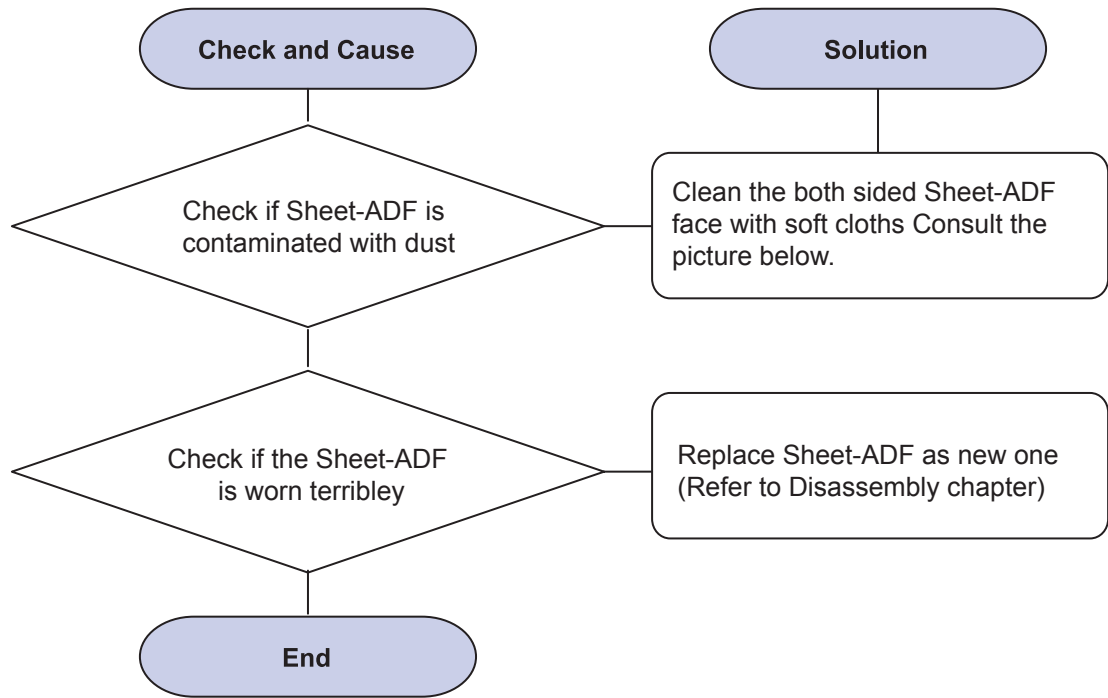 Check and Cause
Solution
Check if Sheet-ADF is
contaminated with dust
Clean the both sided Sheet-ADF
face with soft cloths Consult the
picture below.
Check if the Sheet-ADF
is worn terribley
Replace Sheet-ADF as new one
(Refer to Disassembly chapter)
End